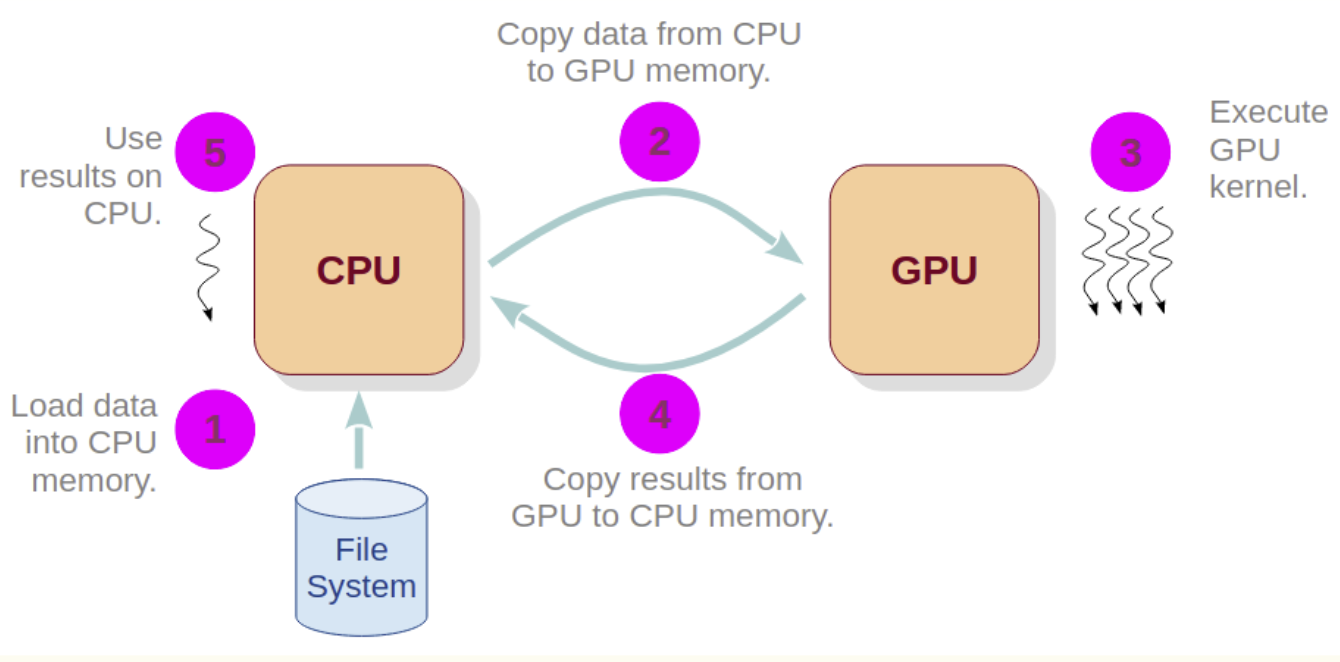 Copy data from CPU
to GPU memory.
2
Execute
GPU
kernel.
3
Use
results on
CPU.
5
CPU
GPU
Load data
into CPU
memory.
1
4
Copy results from
GPU to CPU memory.
File
System